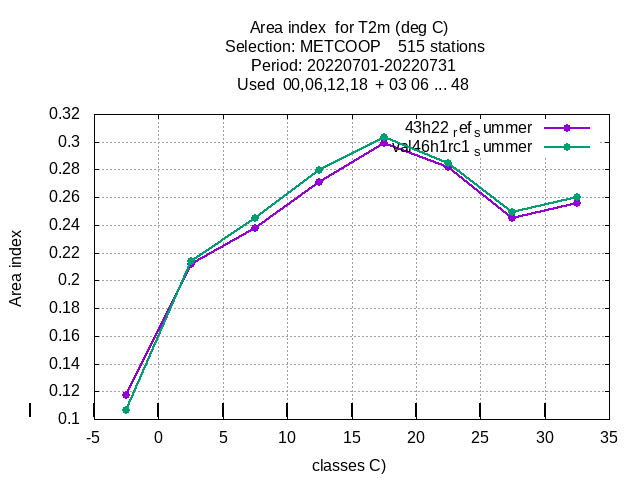 Area index  for T2m (deg C)
Selection: METCOOP    515 stations
Period: 20220701-20220731
Used  00,06,12,18  + 03 06 ... 48
43h22 ref summer
val46h1rc1 summer
0.32
0.3
0.28
0.26
0.24
0.22
0.2
0.18
0.16
0.14
0.12
0.1
Area index
-5 0 5 10 15 20 25 30 35
classes C)